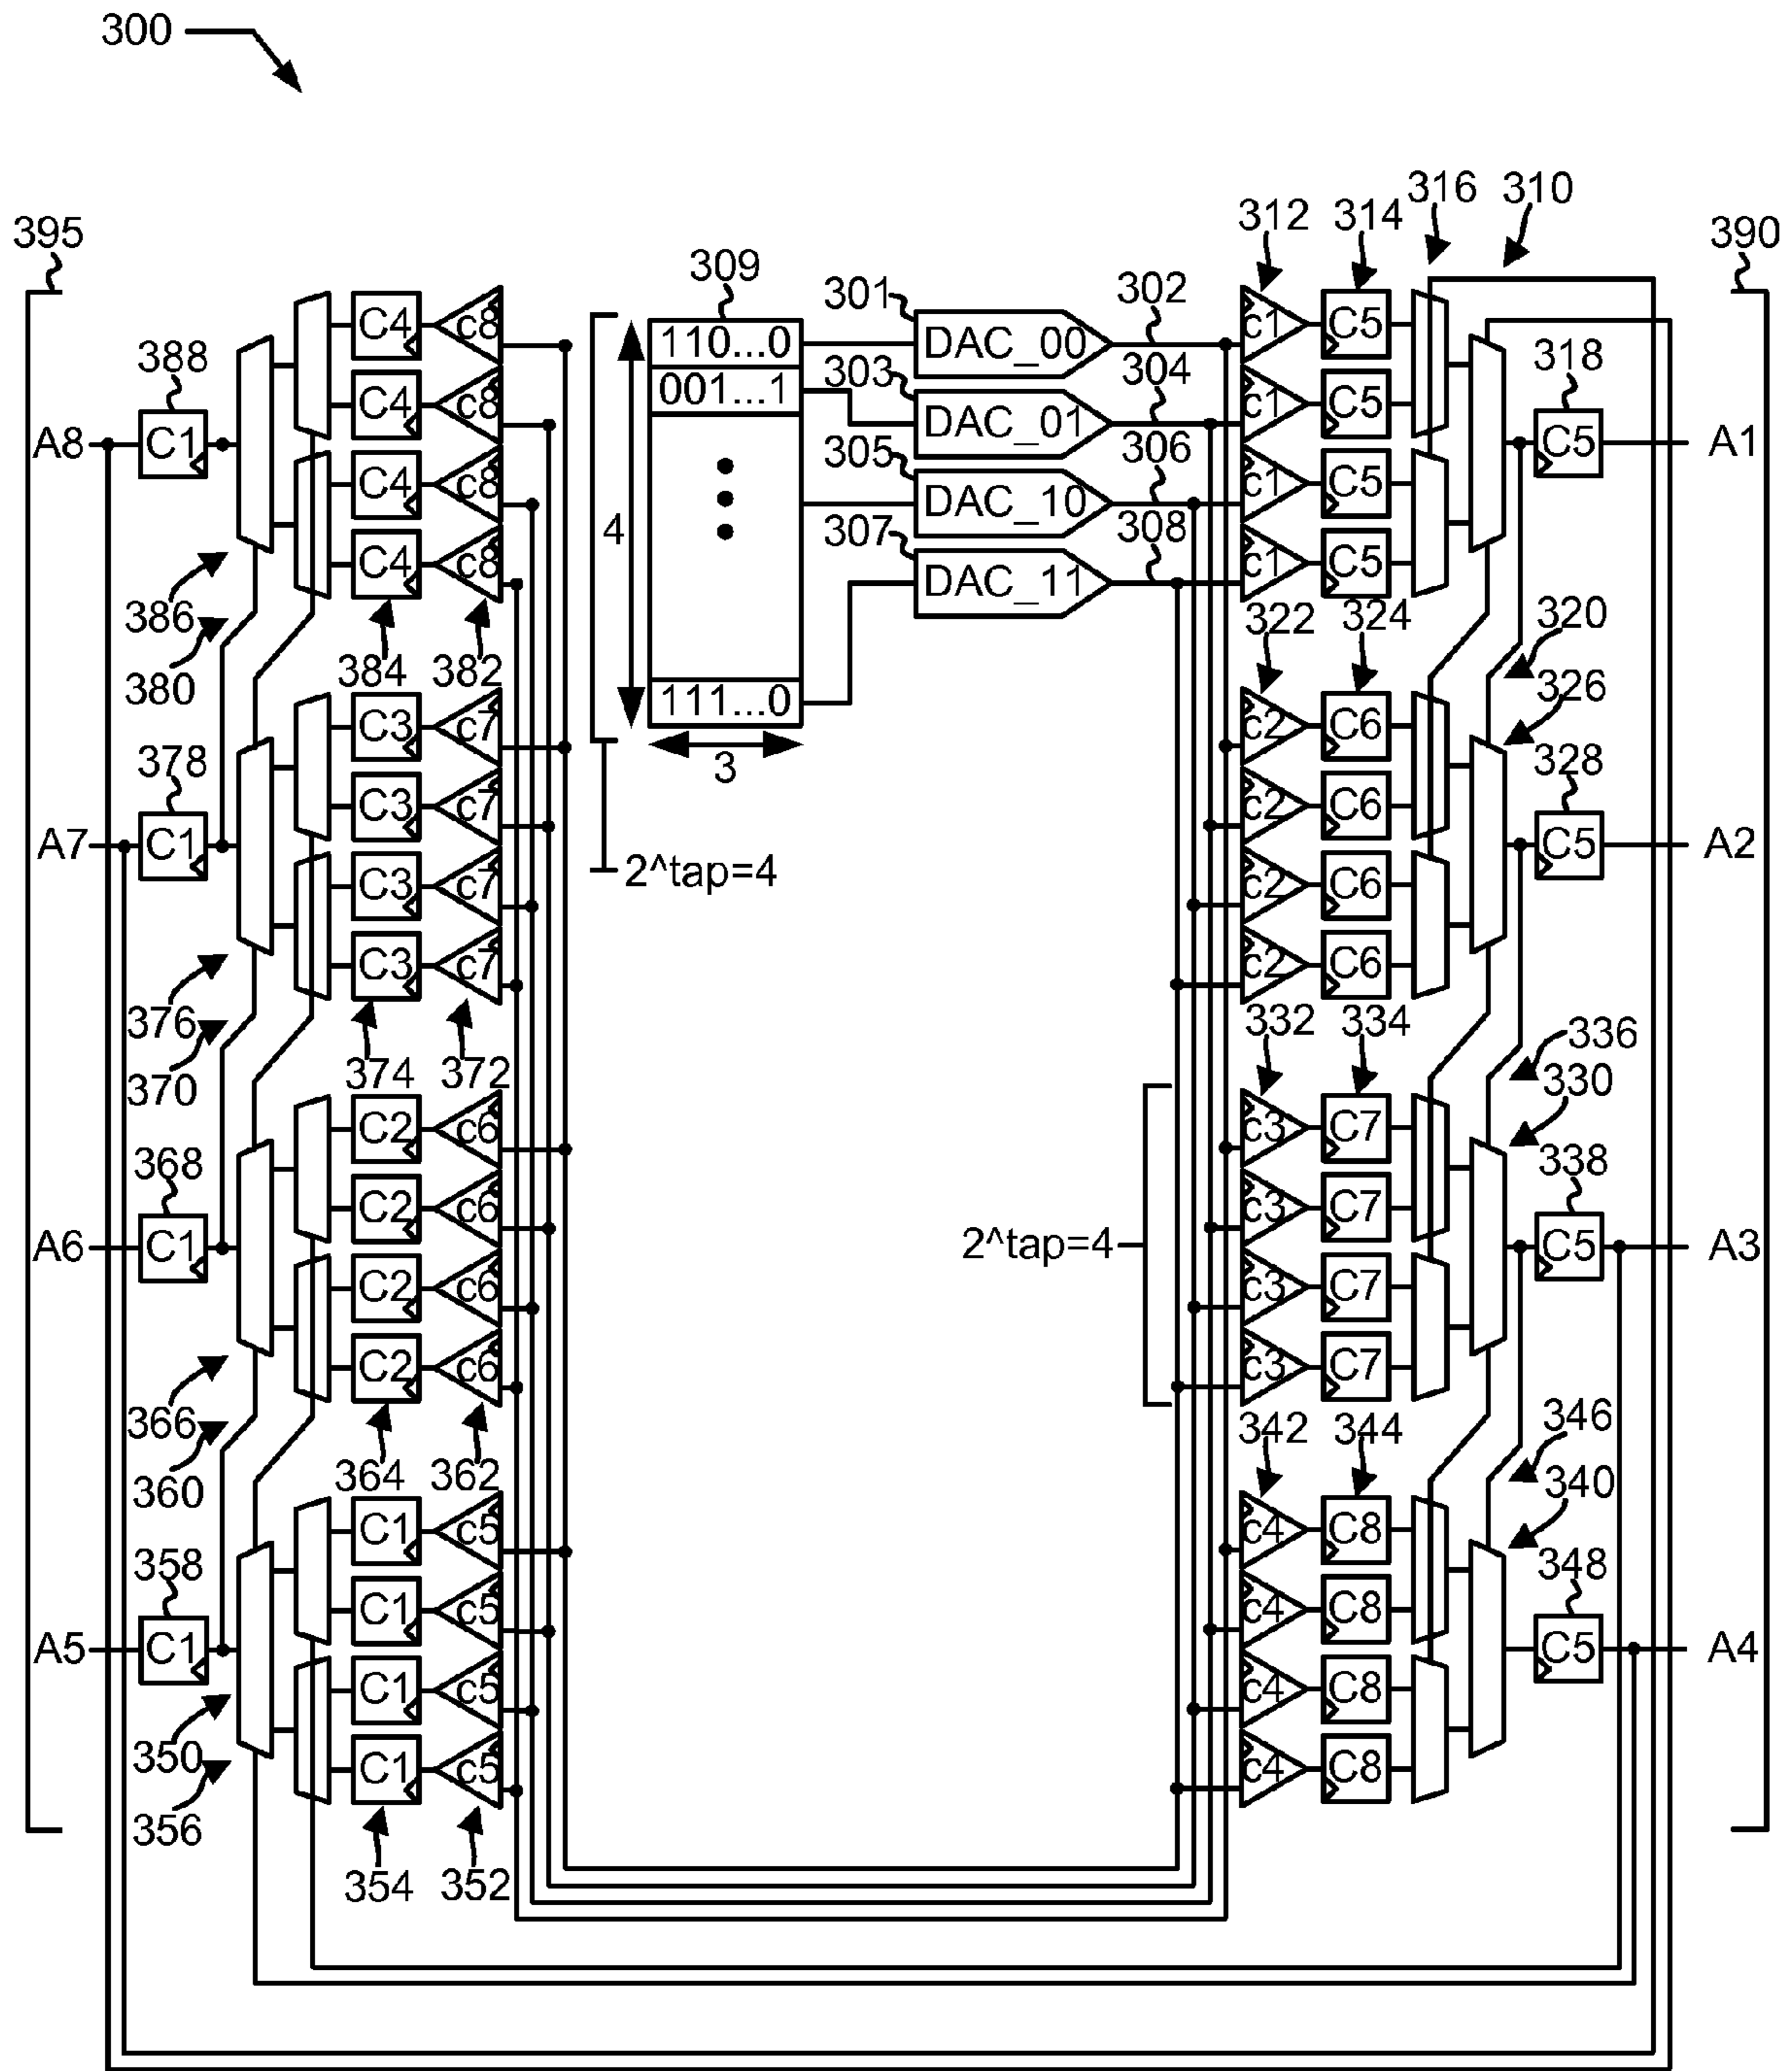 300
316 310
395 312 314 390
309 301 302
C4 c8 110...0 DAC_00 c1 C5
388 303 304 318
C4 c8 001...1 DAC_01 c1 C5
A8 C1 305 306 C5 A1
C4 c8 DAC_10 c1 C5
4 307 308
C4 c8 DAC_11 c1 C5
386 322 324 320
380 384 382 326
C3 c7 111...0 c2 C6
378 3 328
C3 c7 c2 C6
A7 C1 C5 A2
C3 c7 2^tap=4 c2 C6
C3 c7 c2 C6
376 332 334 336
370 374 372 330
C2 c6 c3 C7
368 338
C2 c6 c3 C7
A6 C1 2^tap=4 C5 A3
C2 c6 c3 C7
C2 c6 c3 C7
366 342 344 346
360 364 362 340
C1 c5 c4 C8
358 348
C1 c5 c4 C8
A5 C1 C5 A4
C1 c5 c4 C8
350
C1 c5 c4 C8
356
354 352